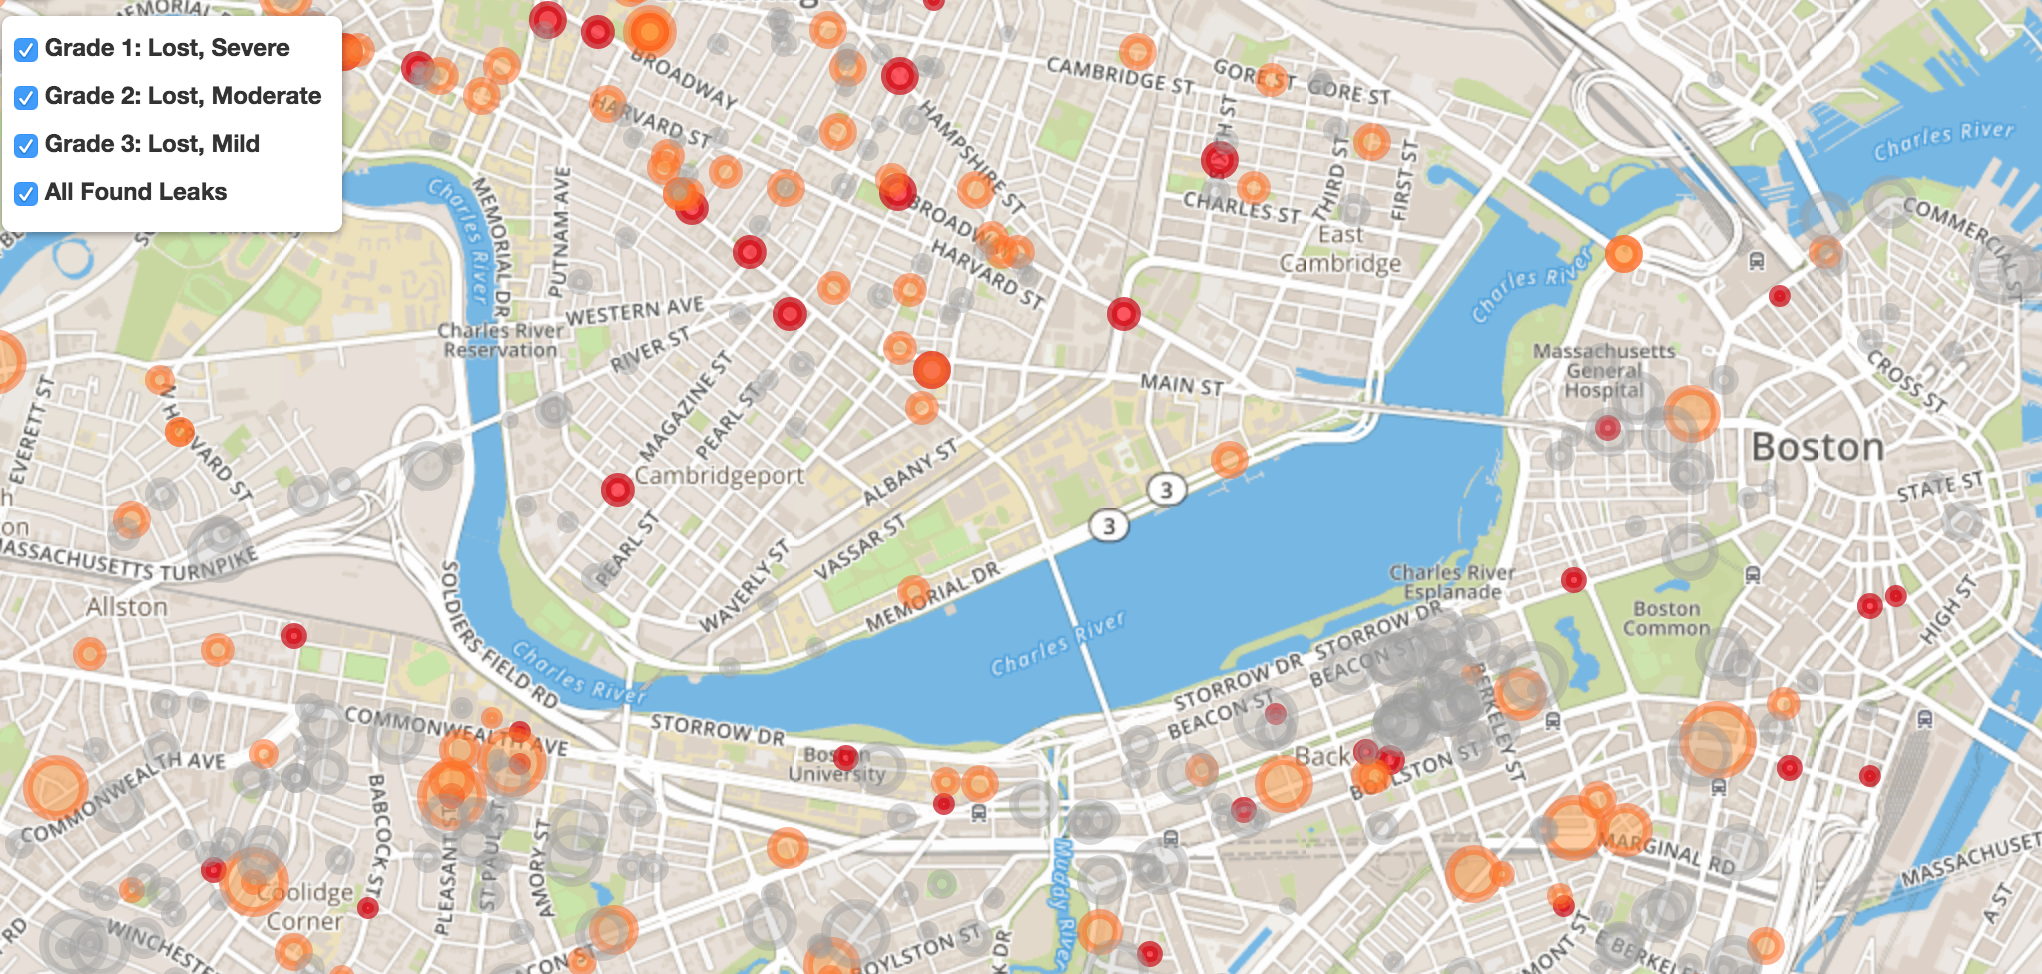 Grade 1: Lost, Severe
Grade 2: Lost, Moderate
Grade 3: Lost, Mild
All Found Leaks
MEMORIAL
BROADWAY
HARVARD ST
CAMBRIDGE ST
GORE ST
GORE ST
HAMPSHIRE ST
THIRD ST
FIRST ST
CHARLES ST
East
Cambridge
Charles River
COMMERCIAL ST
Charles River
MEMORIAL DR
PUTNAM AVE
HARVARD ST
Charles River
WESTERN AVE
Charles River
Reservation
RIVER ST
MAGAZINE ST
PEARL ST
MAIN ST
Massachusetts
General
Hospital
CROSS ST
Boston
STATE ST
EVERETT ST
Cambridgeport
ALBANY ST
3
3
PEARL ST
VASSAR ST
WAVERLY ST
MEMORIAL DR
MASSACHUSETTS TURNPIKE
Allston
SOLDIERS FIELD RD
Charles River
Charles River
Charles River
Esplanade
Boston
Common
HIGH ST
STORROW DR
STORROW DR
BEACON ST
BEACON ST
BERKELEY ST
COMMONWEALTH AVE
STORROW DR
Boston
University
Back
BOYLSTON ST
COMMONWEALTH AVE
BABCOCK ST
PLEASANT ST
ST PAUL ST
AMORY ST
Coolidge
Corner
Muddy River
MARGINAL RD
MASSACHUSET
A ST
WINCHESTE
RD
ACON ST
BOYLSTON ST
K DR
MONT ST
E BERKELE